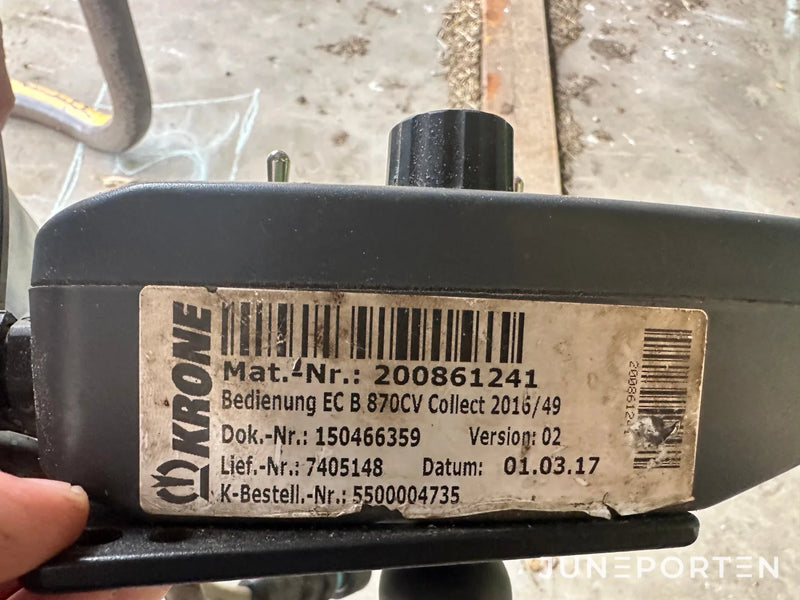 KRONE
Mat.-Nr.: 200861241
Bedienung EC B 870CV Collect 2016/49
Dok.-Nr.: 150466359 Version: 02
Lief.-Nr.: 7405148 Datum: 01.03.17
K-Bestell.-Nr.: 5500004735
JUNEPORTEN